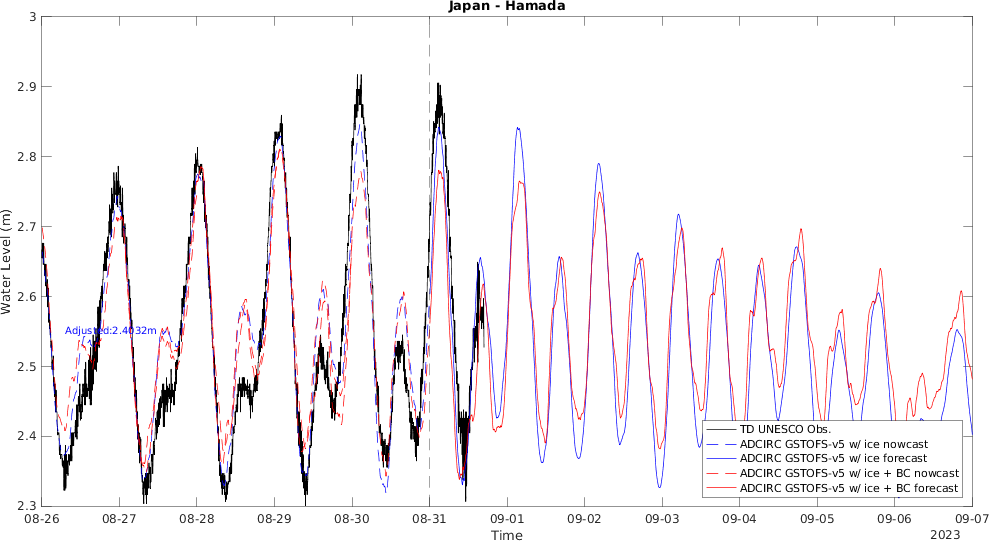 Japan - Hamada
3
2.9
2.8
2.7
2.6
2.5
2.4
2.3
Water Level (m)
Adjusted:2.4032m
TD UNESCO Obs.
ADCIRC GSTOFS-v5 w/ ice nowcast
ADCIRC GSTOFS-v5 w/ ice forecast
ADCIRC GSTOFS-v5 w/ ice + BC nowcast
ADCIRC GSTOFS-v5 w/ ice + BC forecast
08-26 08-27 08-28 08-29 08-30 08-31 09-01 09-02 09-03 09-04 09-05 09-06 09-07
Time
2023